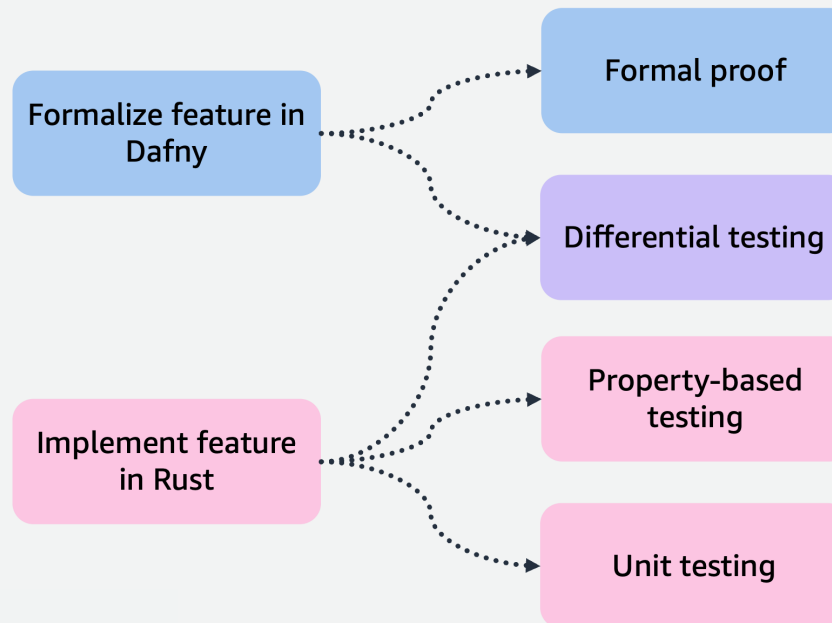 Formalize feature in
Dafny
Formal proof
Differential testing
Implement feature
in Rust
Property-based
testing
Unit testing